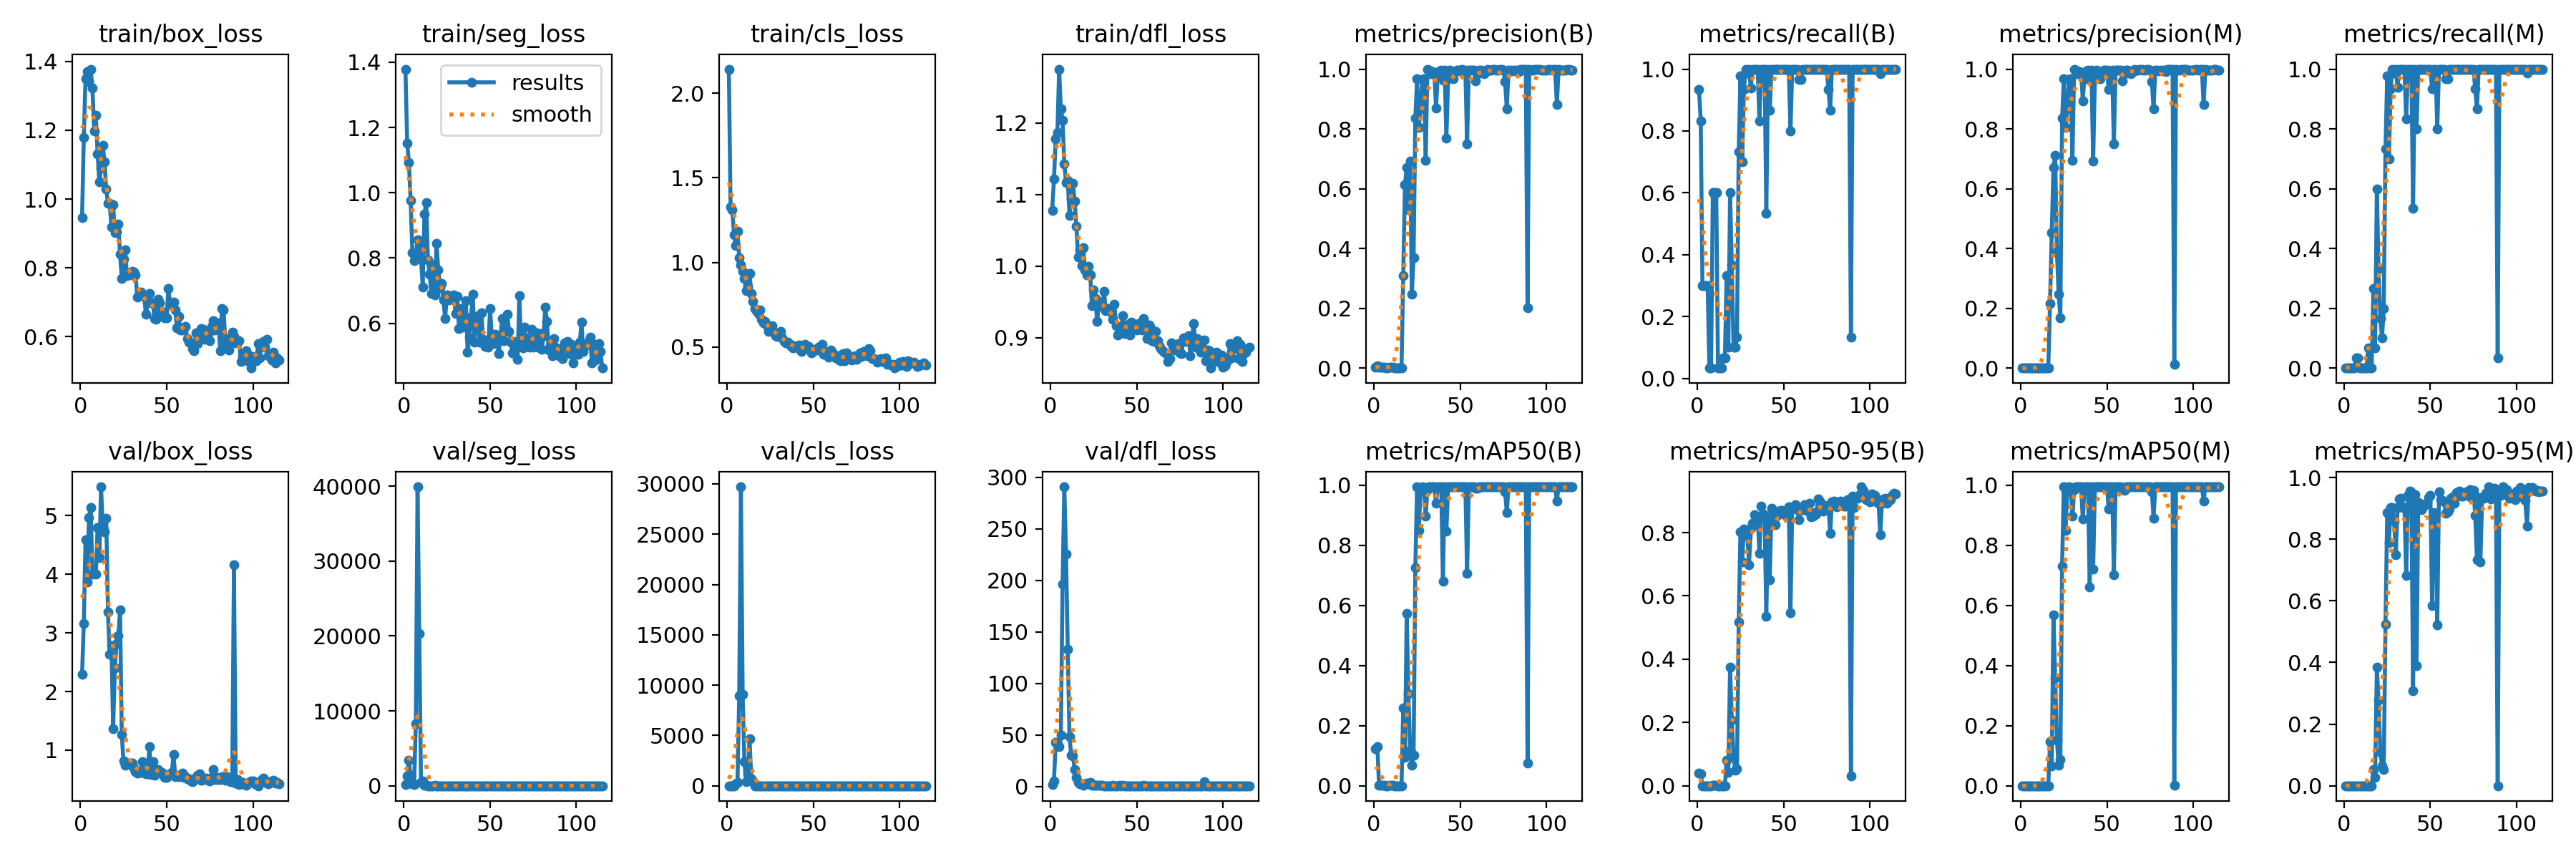 train/box_loss
train/seg_loss
train/cls_loss
train/dfl_loss
metrics/precision(B)
metrics/recall(B)
metrics/precision(M)
metrics/recall(M)
1.4
1.2
1.0
0.8
0.6
0 50 100
1.4
1.2
1.0
0.8
0.6
results
smooth
0 50 100
2.0
1.5
1.0
0.5
0 50 100
1.2
1.1
1.0
0.9
0 50 100
1.0
0.8
0.6
0.4
0.2
0.0
0 50 100
1.0
0.8
0.6
0.4
0.2
0.0
0 50 100
1.0
0.8
0.6
0.4
0.2
0.0
0 50 100
1.0
0.8
0.6
0.4
0.2
0.0
0 50 100
val/box_loss
val/seg_loss
val/cls_loss
val/dfl_loss
metrics/mAP50(B)
metrics/mAP50-95(B)
metrics/mAP50(M)
metrics/mAP50-95(M)
5
4
3
2
1
0 50 100
40000
30000
20000
10000
0
0 50 100
30000
25000
20000
15000
10000
5000
0
0 50 100
300
250
200
150
100
50
0
0 50 100
1.0
0.8
0.6
0.4
0.2
0.0
0 50 100
0.8
0.6
0.4
0.2
0.0
0 50 100
1.0
0.8
0.6
0.4
0.2
0.0
0 50 100
1.0
0.8
0.6
0.4
0.2
0.0
0 50 100